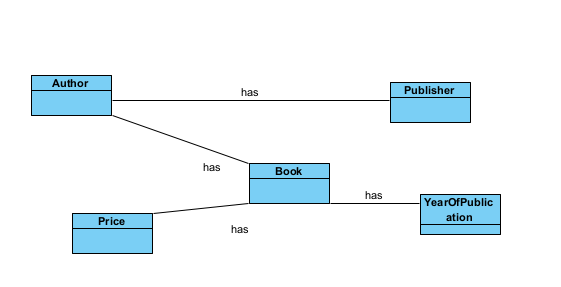 Author
has
Publisher
has
Book
has
YearOfPublic
ation
Price
has